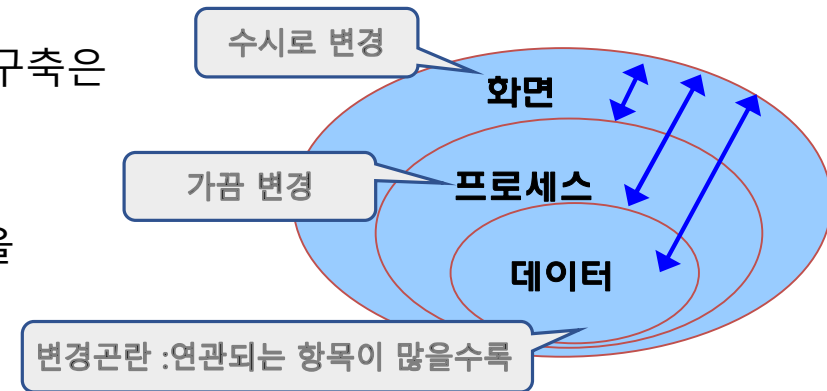 수시로 변경
구축은
화면
가끔 변경
프로세스
을
데이터
변경곤란 :연관되는 항목이 많을수록